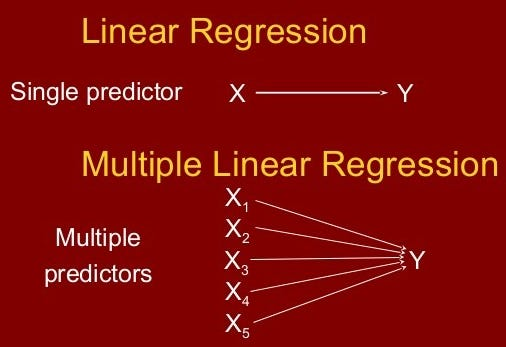 Linear Regression
Single predictor X Y
Multiple Linear Regression
X₁
X₂
Multiple
X₃ Y
predictors
X₄
X₅